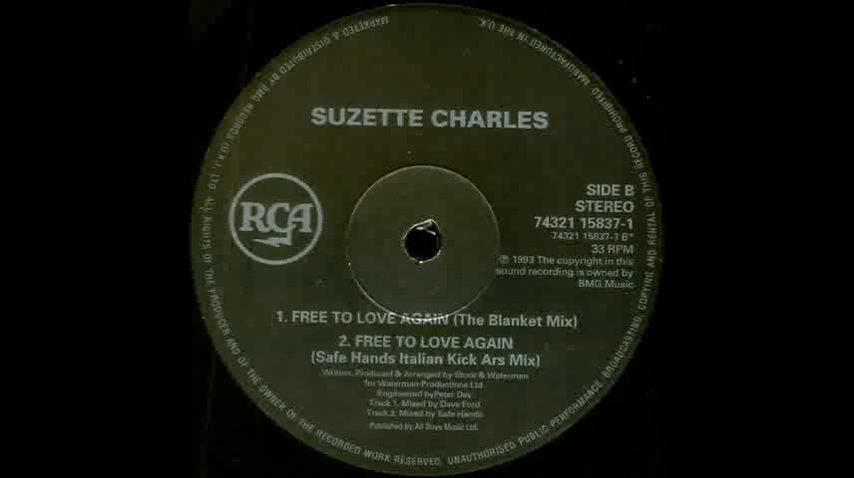 SUZETTE CHARLES
RCA
SIDE B
STEREO
74321 15837-1
74321 15837-1 B*
33 RPM
℗ 1993 The copyright in this
sound recording is owned by
BMG Music
1. FREE TO LOVE AGAIN (The Blanket Mix)
2. FREE TO LOVE AGAIN
(Safe Hands Italian Kick Ars Mix)
Written, Produced & Arranged by Stock & Waterman
for Waterman Productions Ltd
Engineered by Peter Day
Track 1. Mixed by Dave Ford
Track 2. Mixed by Safe Hands
Published by All Boys Music Ltd.
MARKETED & DISTRIBUTED BY BMG RECORDS (U.K.) LTD. ALL RIGHTS OF THE PRODUCER AND OF THE OWNER OF THE RECORDED WORK RESERVED. UNAUTHORISED PUBLIC PERFORMANCE, BROADCASTING, COPYING AND RENTAL OF THIS RECORD PROHIBITED. MANUFACTURED IN THE U.K.